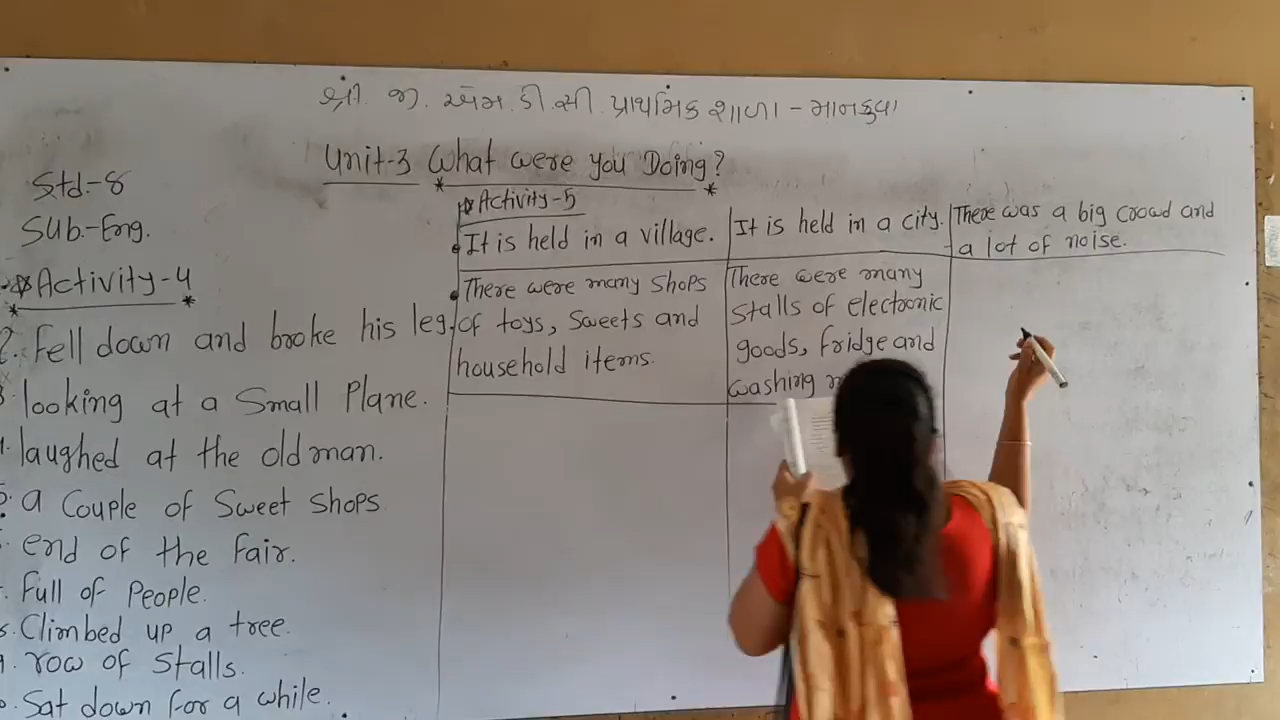 શ્રી. જી. એમ. ડી. સી. પ્રાથમિક શાળા - માનકુવા
Unit-3 What were you Doing?
Std-8
Sub.-Eng.
Activity-4
2. Fell down and broke his leg.
looking at a Small Plane.
laughed at the old man.
a Couple of Sweet Shops
end of the fair.
Full of People.
Climbed up a tree.
row of Stalls.
Sat down for a while.
Activity-5
It is held in a village.
It is held in a city.
There was a big crowd and
a lot of noise.
There were many Shops
of toys, Sweets and
household items.
There were many
Stalls of electronic
goods, fridge and
washing